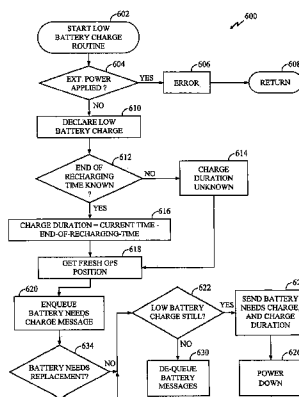 602
600
START LOW
BATTERY CHARGE
ROUTINE
604
606
608
EXT. POWER
APPLIED ?
YES
ERROR
RETURN
NO
610
DECLARE LOW
BATTERY CHARGE
612
614
END OF
RECHARGING
TIME KNOWN
?
NO
CHARGE
DURATION
UNKNOWN
YES
616
CHARGE DURATION = CURRENT TIME -
END-OF-RECHARGING-TIME
618
GET FRESH GPS
POSITION
620
622
ENQUEUE
BATTERY NEEDS
CHARGE MESSAGE
LOW BATTERY
CHARGE STILL?
YES
SEND BATTERY
NEEDS CHARGE,
AND CHARGE
DURATION
634
NO
630
626
BATTERY NEEDS
REPLACEMENT?
NO
DE-QUEUE
BATTERY
MESSAGES
POWER
DOWN